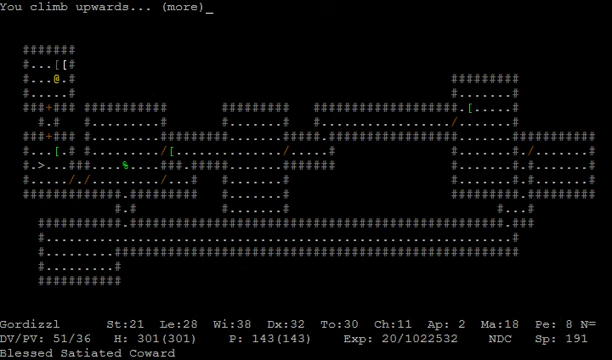 You climb upwards... (more)_
#######
#...[[#
#...@.#                                                  #########
#.....#                                                  #.......#
###+### ###########       #########   ###################.[.....#
  #.#   #.........#       #.......#   #................./.......#
###+### #.........#########.......#   #.#################.......###########
#...[.# #........./[............../.....#                #.......#./.......#
#.>...###....%....###.#####.......#######                #.......#.#.......#
#...../././......../...#   #.......#                      #.......#.#.......#
#############.##########   #.......#                      #########.#########
            #.#            #.......#                            #...#
  ###########.##################################################.###
  #.............................................................#
  #.........#####################################################
  #.........#
  ###########
Gordizzl St:21 Le:28 Wi:38 Dx:32 To:30 Ch:11 Ap: 2 Ma:18 Pe: 8 N=
DV/PV: 51/36 H: 301(301) P: 143(143) Exp: 20/1022532 NDC Sp: 191
Blessed Satiated Coward